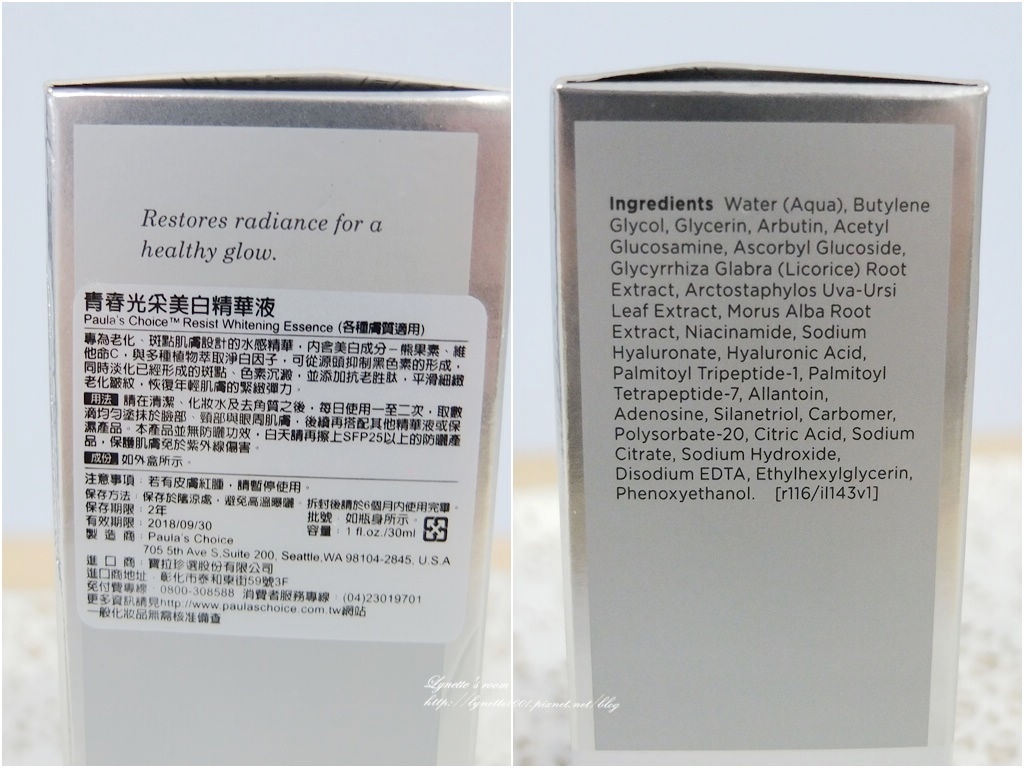 Restores radiance for a
healthy glow.
青春光采美白精華液
Paula's Choice™ Resist Whitening Essence (各種膚質適用)
專為老化、斑點肌膚設計的水感精華，內含美白成分－熊果素、維
他命C，與多種植物萃取淨白因子，可從源頭抑制黑色素的形成，
同時淡化已經形成的斑點、色素沉澱，並添加抗老胜肽，平滑細緻
老化皺紋，恢復年輕肌膚的緊緻彈力。
用法 請在清潔、化妝水及去角質之後，每日使用一至二次，取數
滴均勻塗抹於臉部、頸部與眼周肌膚，後續再搭配其他精華液或保
濕產品。本產品並無防曬功效，白天請再擦上SFP25以上的防曬產
品，保護肌膚免於紫外線傷害。
成份 如外盒所示。
注意事項：若有皮膚紅腫，請暫停使用。
保存方法：保存於陰涼處，避免高溫曝曬。拆封後請於6個月內使用完畢。
保存期限：2年 批號：如瓶身所示。
有效期限：2018/09/30 容量：1 fl.oz./30ml
製 造 商：Paula's Choice
705 5th Ave S,Suite 200, Seattle,WA 98104-2845, U.S.A
進 口 商：寶拉珍選股份有限公司
進口商地址：彰化市泰和東街59號3F
免付費專線：0800-308588 消費者服務專線：(04)23019701
更多資訊請見http://www.paulaschoice.com.tw網站
一般化妝品無需核准備查
Ingredients Water (Aqua), Butylene
Glycol, Glycerin, Arbutin, Acetyl
Glucosamine, Ascorbyl Glucoside,
Glycyrrhiza Glabra (Licorice) Root
Extract, Arctostaphylos Uva-Ursi
Leaf Extract, Morus Alba Root
Extract, Niacinamide, Sodium
Hyaluronate, Hyaluronic Acid,
Palmitoyl Tripeptide-1, Palmitoyl
Tetrapeptide-7, Allantoin,
Adenosine, Silanetriol, Carbomer,
Polysorbate-20, Citric Acid, Sodium
Citrate, Sodium Hydroxide,
Disodium EDTA, Ethylhexylglycerin,
Phenoxyethanol. [r116/il143v1]
Lynette's room